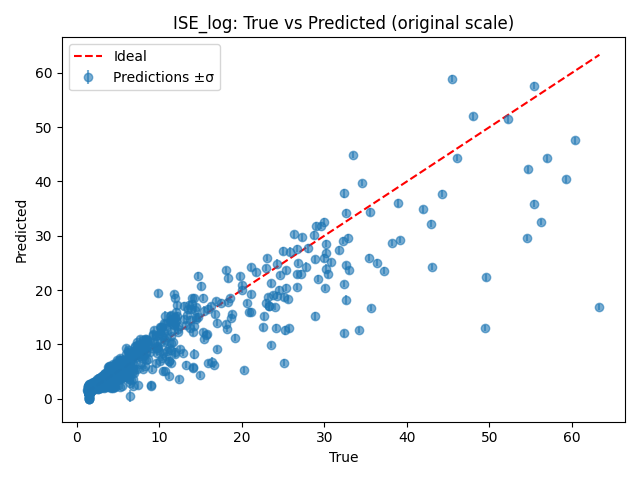 ISE_log: True vs Predicted (original scale)
Ideal
Predictions ±σ
60
50
40
30
20
10
0
Predicted
0 10 20 30 40 50 60
True